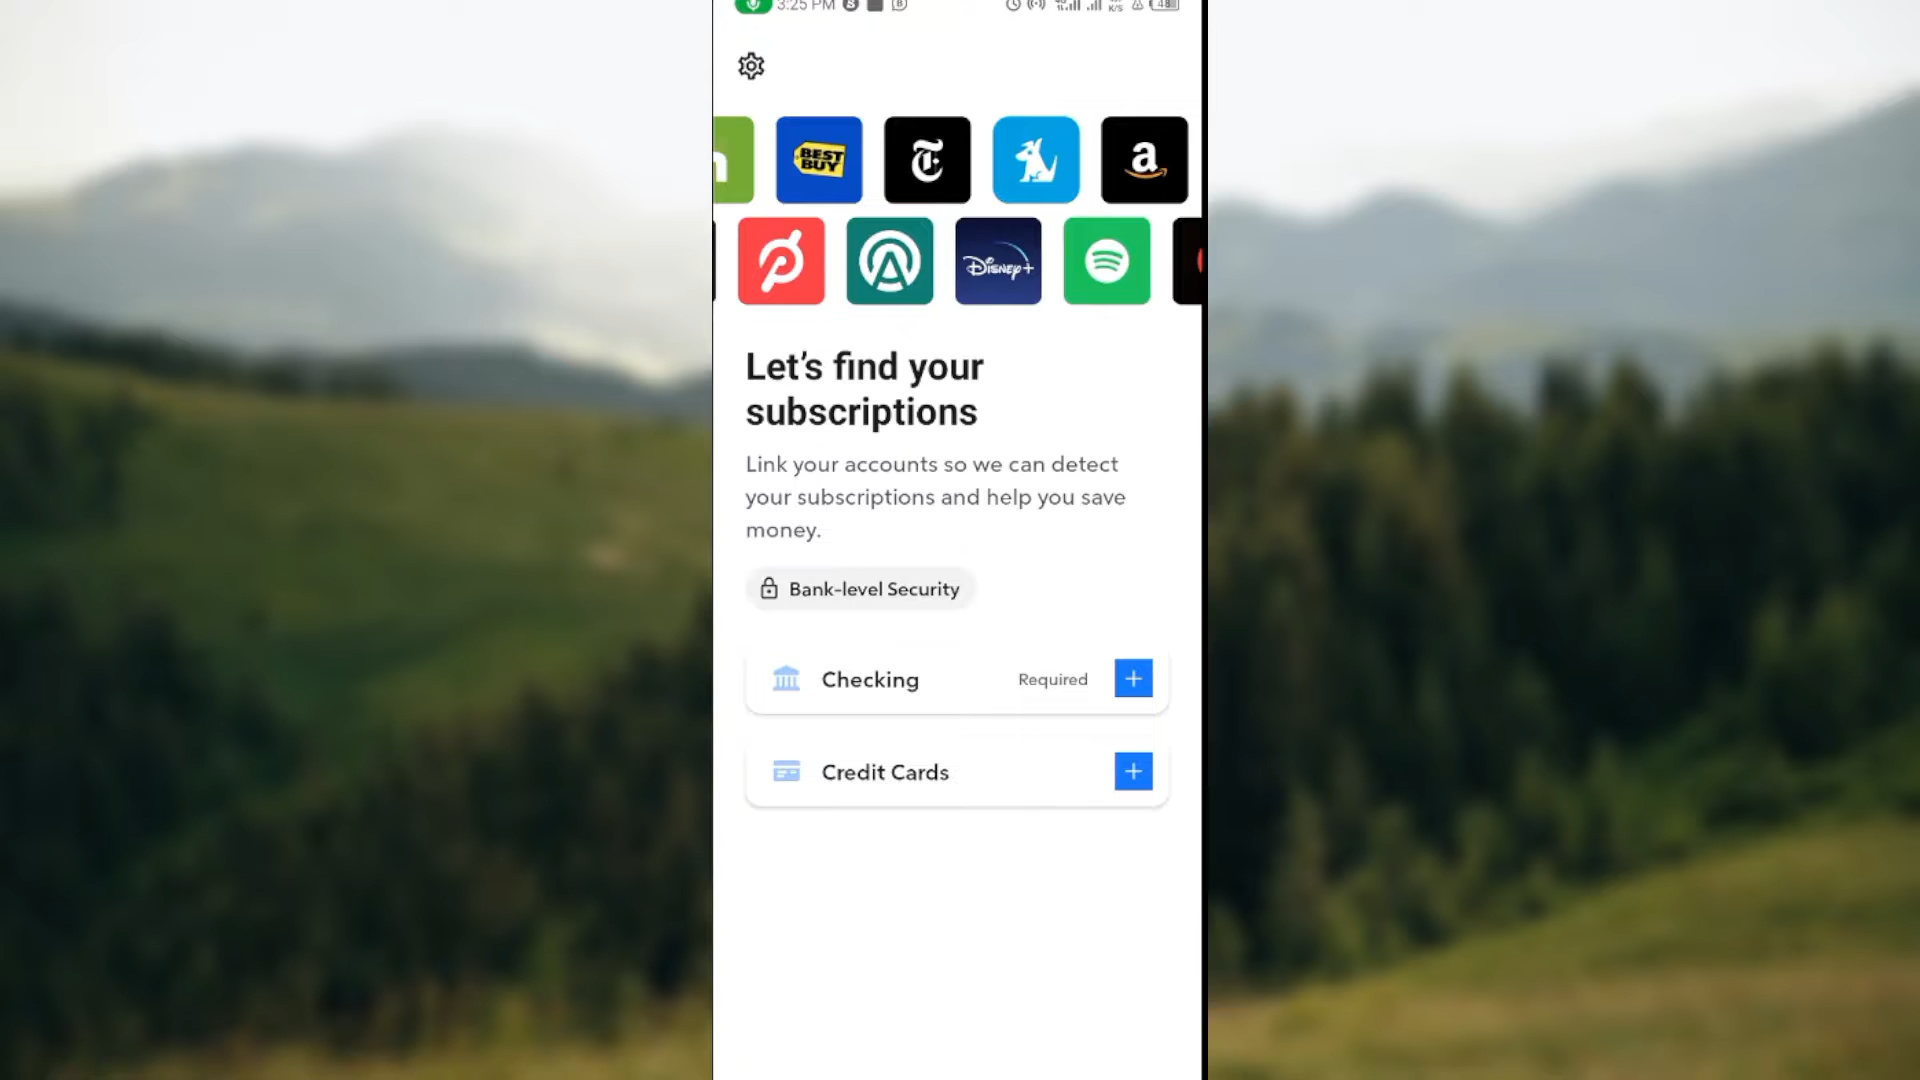 3:25 PM
K/S
48
BEST
BUY
a
Disney+
Let's find your
subscriptions
Link your accounts so we can detect
your subscriptions and help you save
money.
Bank-level Security
Checking Required
Credit Cards